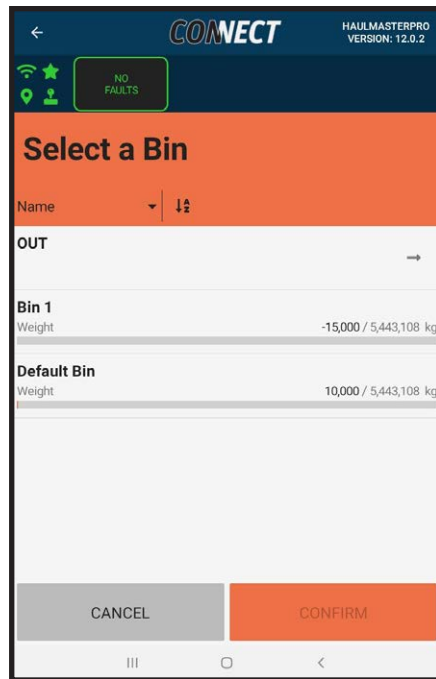 CONNECT
HAULMASTERPRO
VERSION: 12.0.2
NO
FAULTS
Select a Bin
Name
OUT
Bin 1
Weight -15,000 / 5,443,108 kg
Default Bin
Weight 10,000 / 5,443,108 kg
CANCEL CONFIRM